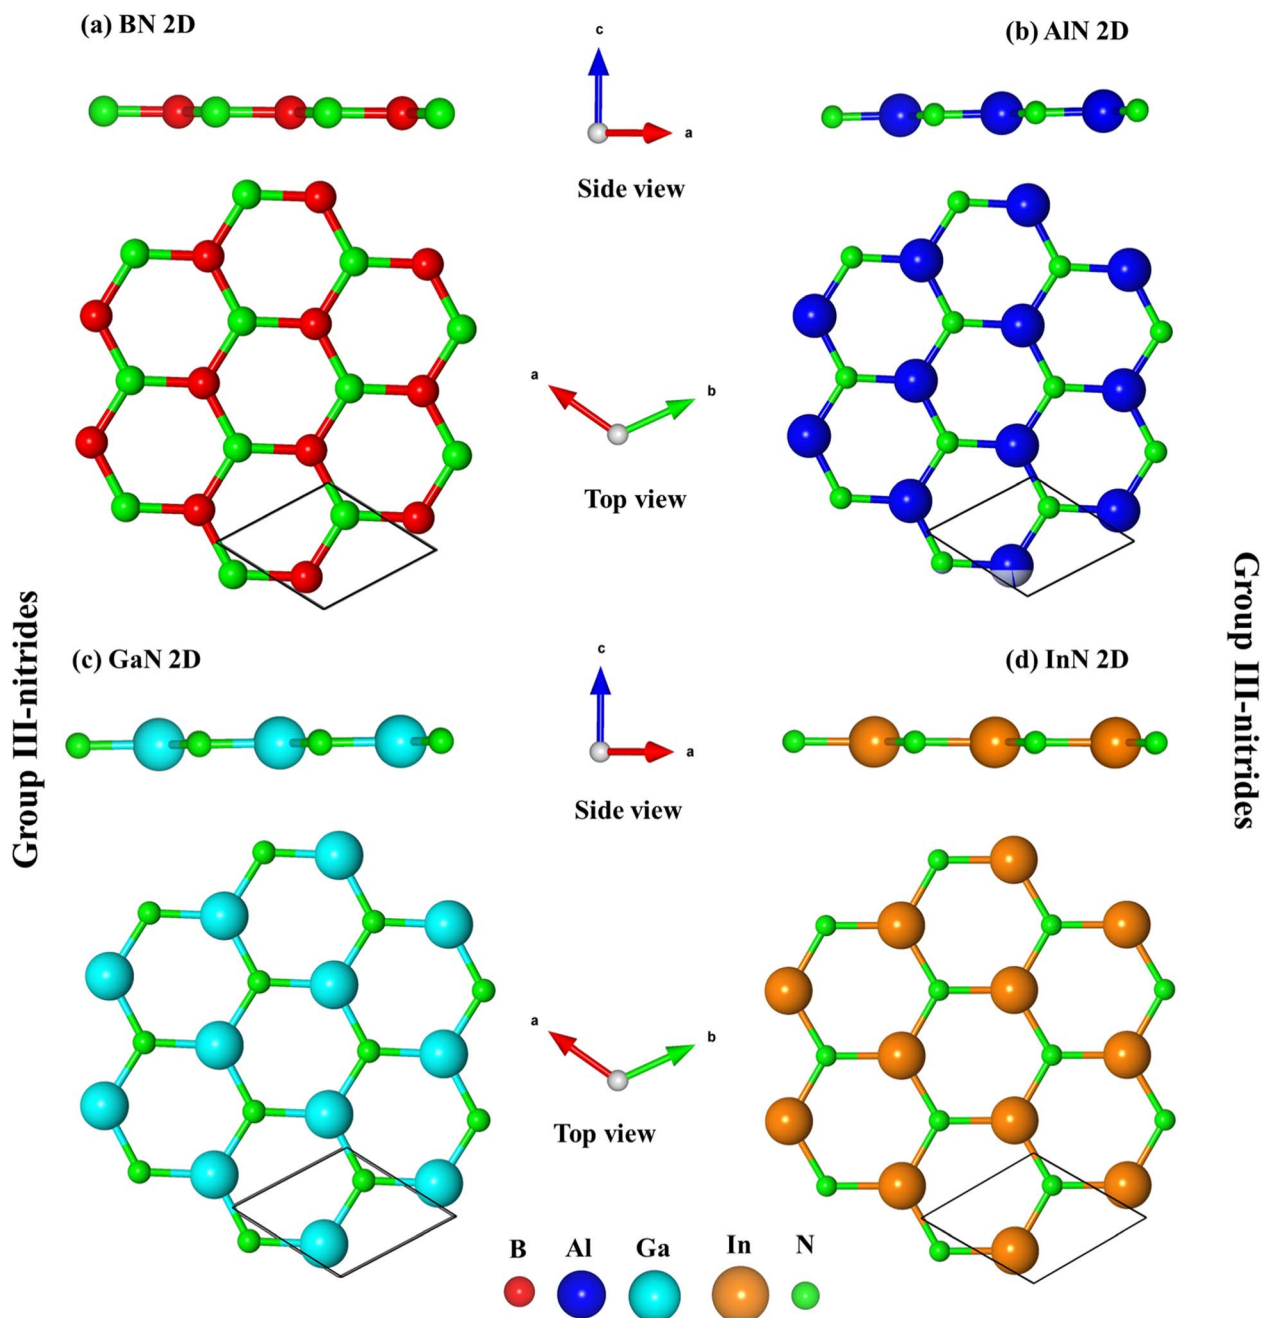 (a) BN 2D
(b) AlN 2D
c
a
Side view
a
b
Top view
Group III-nitrides
Group III-nitrides
(c) GaN 2D
(d) InN 2D
c
a
Side view
a
b
Top view
B Al Ga In N